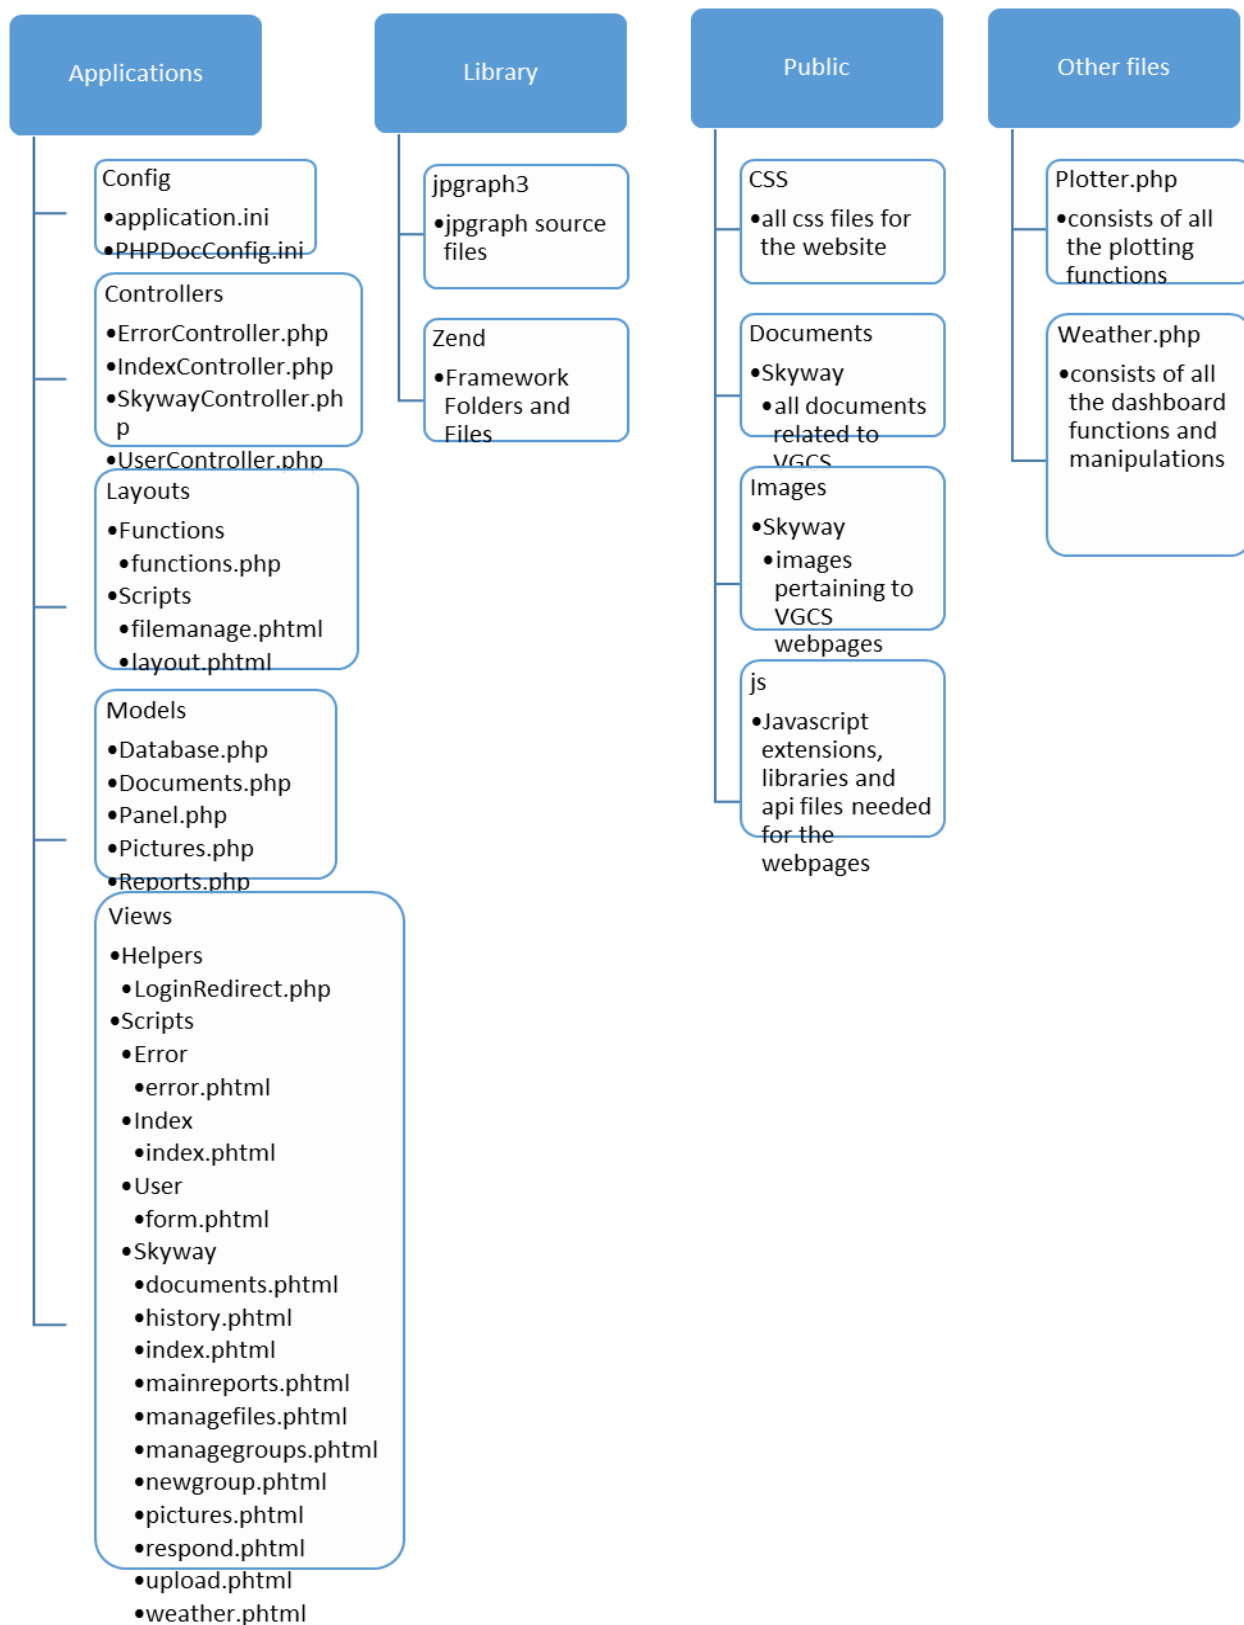 Applications
Config
•application.ini
•PHPDocConfig.ini
Controllers
•ErrorController.php
•IndexController.php
•SkywayController.ph
p
•UserController.php
Layouts
•Functions
•functions.php
•Scripts
•filemanage.phtml
•layout.phtml
Models
•Database.php
•Documents.php
•Panel.php
•Pictures.php
•Reports.php
Views
•Helpers
•LoginRedirect.php
•Scripts
•Error
•error.phtml
•Index
•index.phtml
•User
•form.phtml
•Skyway
•documents.phtml
•history.phtml
•index.phtml
•mainreports.phtml
•managefiles.phtml
•managegroups.phtml
•newgroup.phtml
•pictures.phtml
•respond.phtml
•upload.phtml
•weather.phtml
Library
jpgraph3
•jpgraph source
files
Zend
•Framework
Folders and
Files
Public
CSS
•all css files for
the website
Documents
•Skyway
•all documents
related to
VGCS
Images
•Skyway
•images
pertaining to
VGCS
webpages
js
•Javascript
extensions,
libraries and
api files needed
for the
webpages
Other files
Plotter.php
•consists of all
the plotting
functions
Weather.php
•consists of all
the dashboard
functions and
manipulations